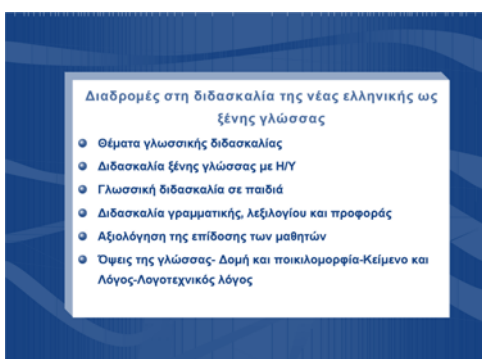 Διαδρομές στη διδασκαλία της νέας ελληνικής ως
ξένης γλώσσας
Θέματα γλωσσικής διδασκαλίας
Διδασκαλία ξένης γλώσσας με Η/Υ
Γλωσσική διδασκαλία σε παιδιά
Διδασκαλία γραμματικής, λεξιλογίου και προφοράς
Αξιολόγηση της επίδοσης των μαθητών
Όψεις της γλώσσας- Δομή και ποικιλομορφία-Κείμενο και
Λόγος-Λογοτεχνικός λόγος